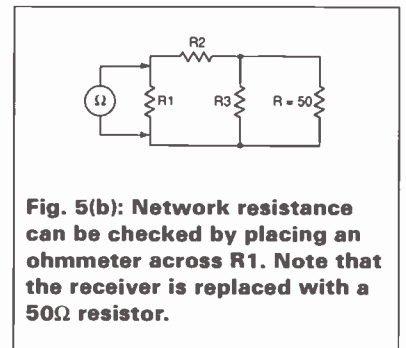 R2
Ω
R1
R3
R = 50
Fig. 5(b): Network resistance
can be checked by placing an
ohmmeter across R1. Note that
the receiver is replaced with a
50Ω resistor.